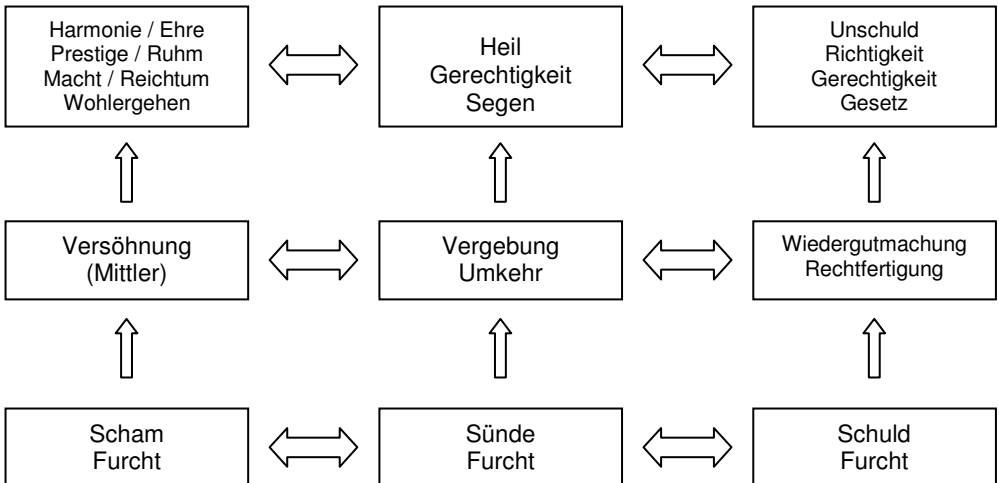 Harmonie / Ehre
Prestige / Ruhm
Macht / Reichtum
Wohlergehen
Heil
Gerechtigkeit
Segen
Unschuld
Richtigkeit
Gerechtigkeit
Gesetz
Versöhnung
(Mittler)
Vergebung
Umkehr
Wiedergutmachung
Rechtfertigung
Scham
Furcht
Sünde
Furcht
Schuld
Furcht